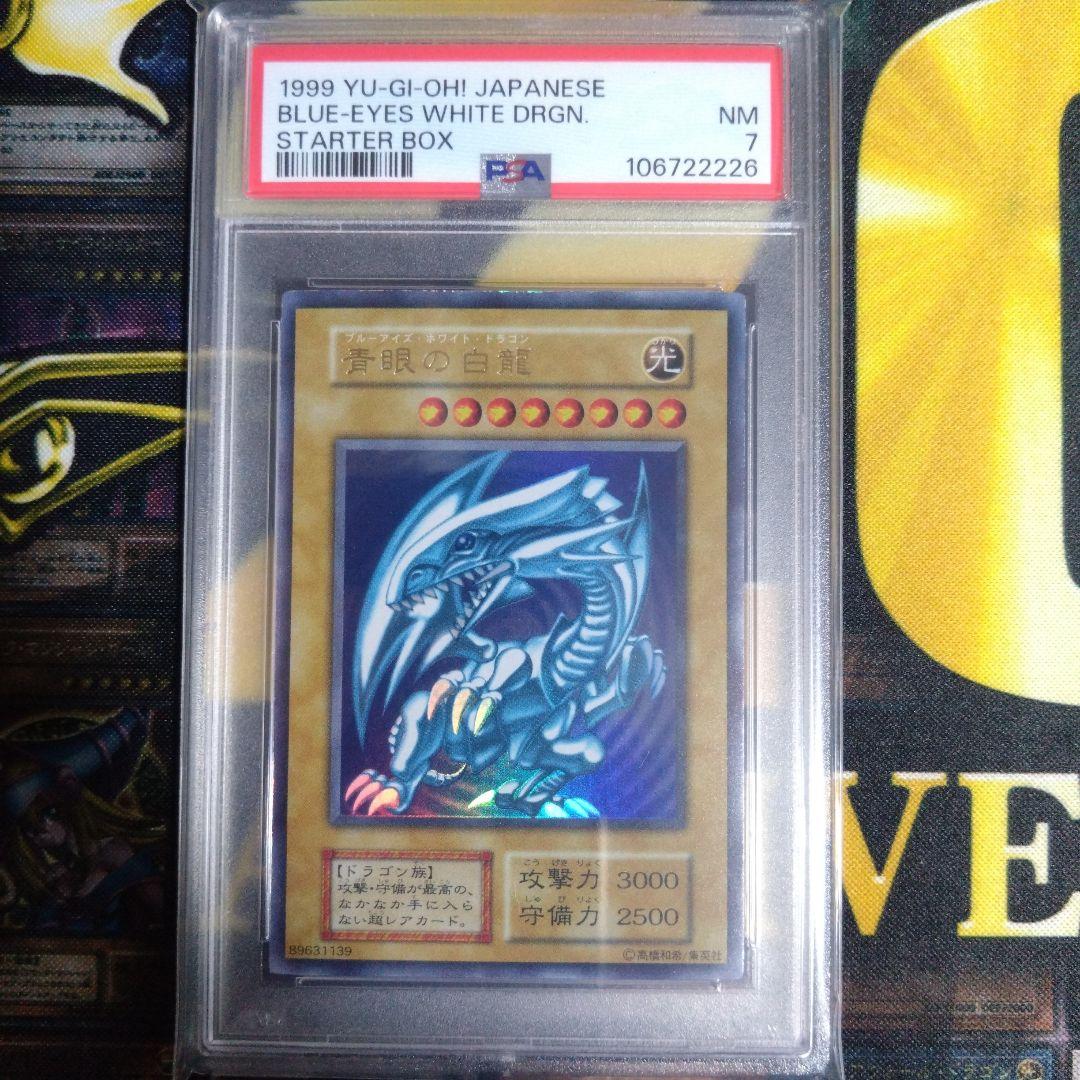 1999 YU-GI-OH! JAPANESE
BLUE-EYES WHITE DRGN.
NM
STARTER BOX
7
PSA
106722226
ブルーアイズ・ホワイト・ドラゴン
青眼の白龍
ひかり
光
【ドラゴン族】
攻撃・守備が最高の、
なかなか手に入ら
ない超レアカード。
こうげきりょく
攻撃力 3000
しゅびりょく
守備力 2500
89631139
©高橋和希/集英社
VE